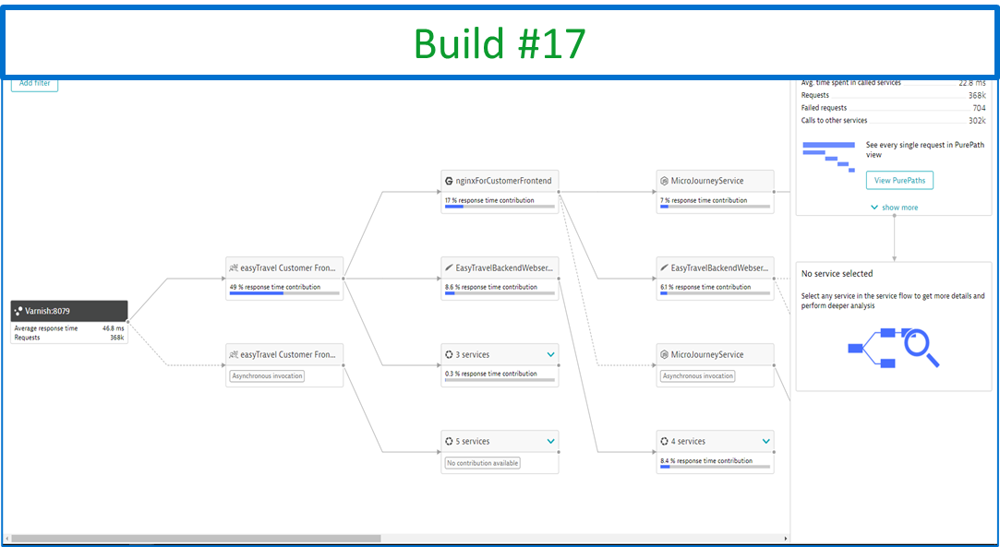 Build #17
Add filter
Avg. time spent in called services 22.8 ms
Requests 368k
Failed requests 704
Calls to other services 302k
See every single request in PurePath
view
View PurePaths
show more
No service selected
Select any service in the service flow to get more details and
perform deeper analysis
Varnish:8079
Average response time 46.8 ms
Requests 368k
easyTravel Customer Fron...
49 % response time contribution
easyTravel Customer Fron...
Asynchronous invocation
nginxForCustomerFrontend
17 % response time contribution
EasyTravelBackendWebser...
8.6 % response time contribution
3 services
0.3 % response time contribution
5 services
No contribution available
MicroJourneyService
7 % response time contribution
EasyTravelBackendWebser...
6.1 % response time contribution
MicroJourneyService
Asynchronous invocation
4 services
8.4 % response time contribution